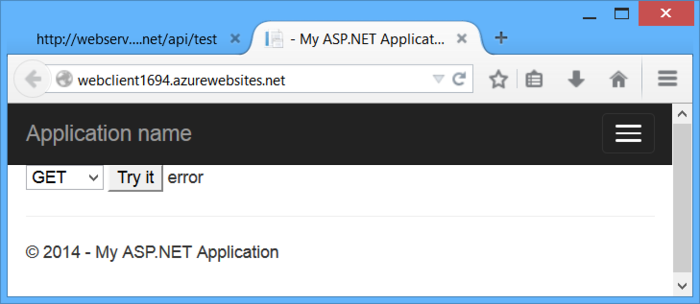 http://webserv....net/api/test
- My ASP.NET Applicat...
webclient1694.azurewebsites.net
Application name
GET Try it error
© 2014 - My ASP.NET Application